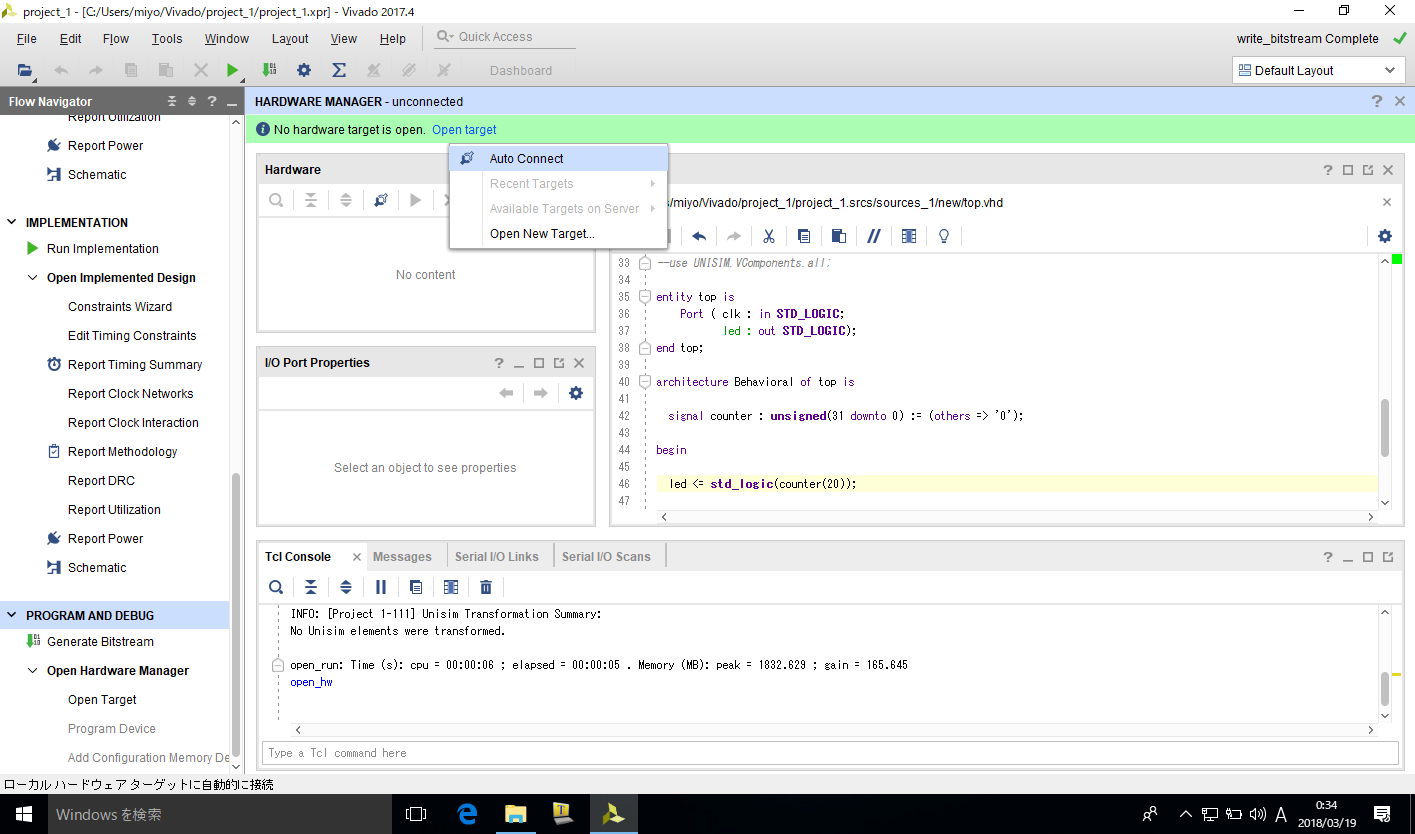 project_1 - [C:/Users/miyo/Vivado/project_1/project_1.xpr] - Vivado 2017.4
File Edit Flow Tools Window Layout View Help Quick Access
write_bitstream Complete
Dashboard
Default Layout
Flow Navigator
HARDWARE MANAGER - unconnected
No hardware target is open. Open target
Auto Connect
Recent Targets
Available Targets on Server
Open New Target...
Report Utilization
Report Power
Schematic
IMPLEMENTATION
Run Implementation
Open Implemented Design
Constraints Wizard
Edit Timing Constraints
Report Timing Summary
Report Clock Networks
Report Clock Interaction
Report Methodology
Report DRC
Report Utilization
Report Power
Schematic
PROGRAM AND DEBUG
Generate Bitstream
Open Hardware Manager
Open Target
Program Device
Add Configuration Memory De
Hardware
No content
I/O Port Properties
Select an object to see properties
s/miyo/Vivado/project_1/project_1.srcs/sources_1/new/top.vhd
33 --use UNISIM.VComponents.all;
34
35 entity top is
36 Port ( clk : in STD_LOGIC;
37 led : out STD_LOGIC);
38 end top;
39
40 architecture Behavioral of top is
41
42 signal counter : unsigned(31 downto 0) := (others => '0');
43
44 begin
45
46 led <= std_logic(counter(20));
47
Tcl Console Messages Serial I/O Links Serial I/O Scans
INFO: [Project 1-111] Unisim Transformation Summary:
No Unisim elements were transformed.
open_run: Time (s): cpu = 00:00:06 ; elapsed = 00:00:05 . Memory (MB): peak = 1832.629 ; gain = 165.645
open_hw
Type a Tcl command here
ローカル ハードウェア ターゲットに自動的に接続
Windows を検索
A
0:34
2018/03/19